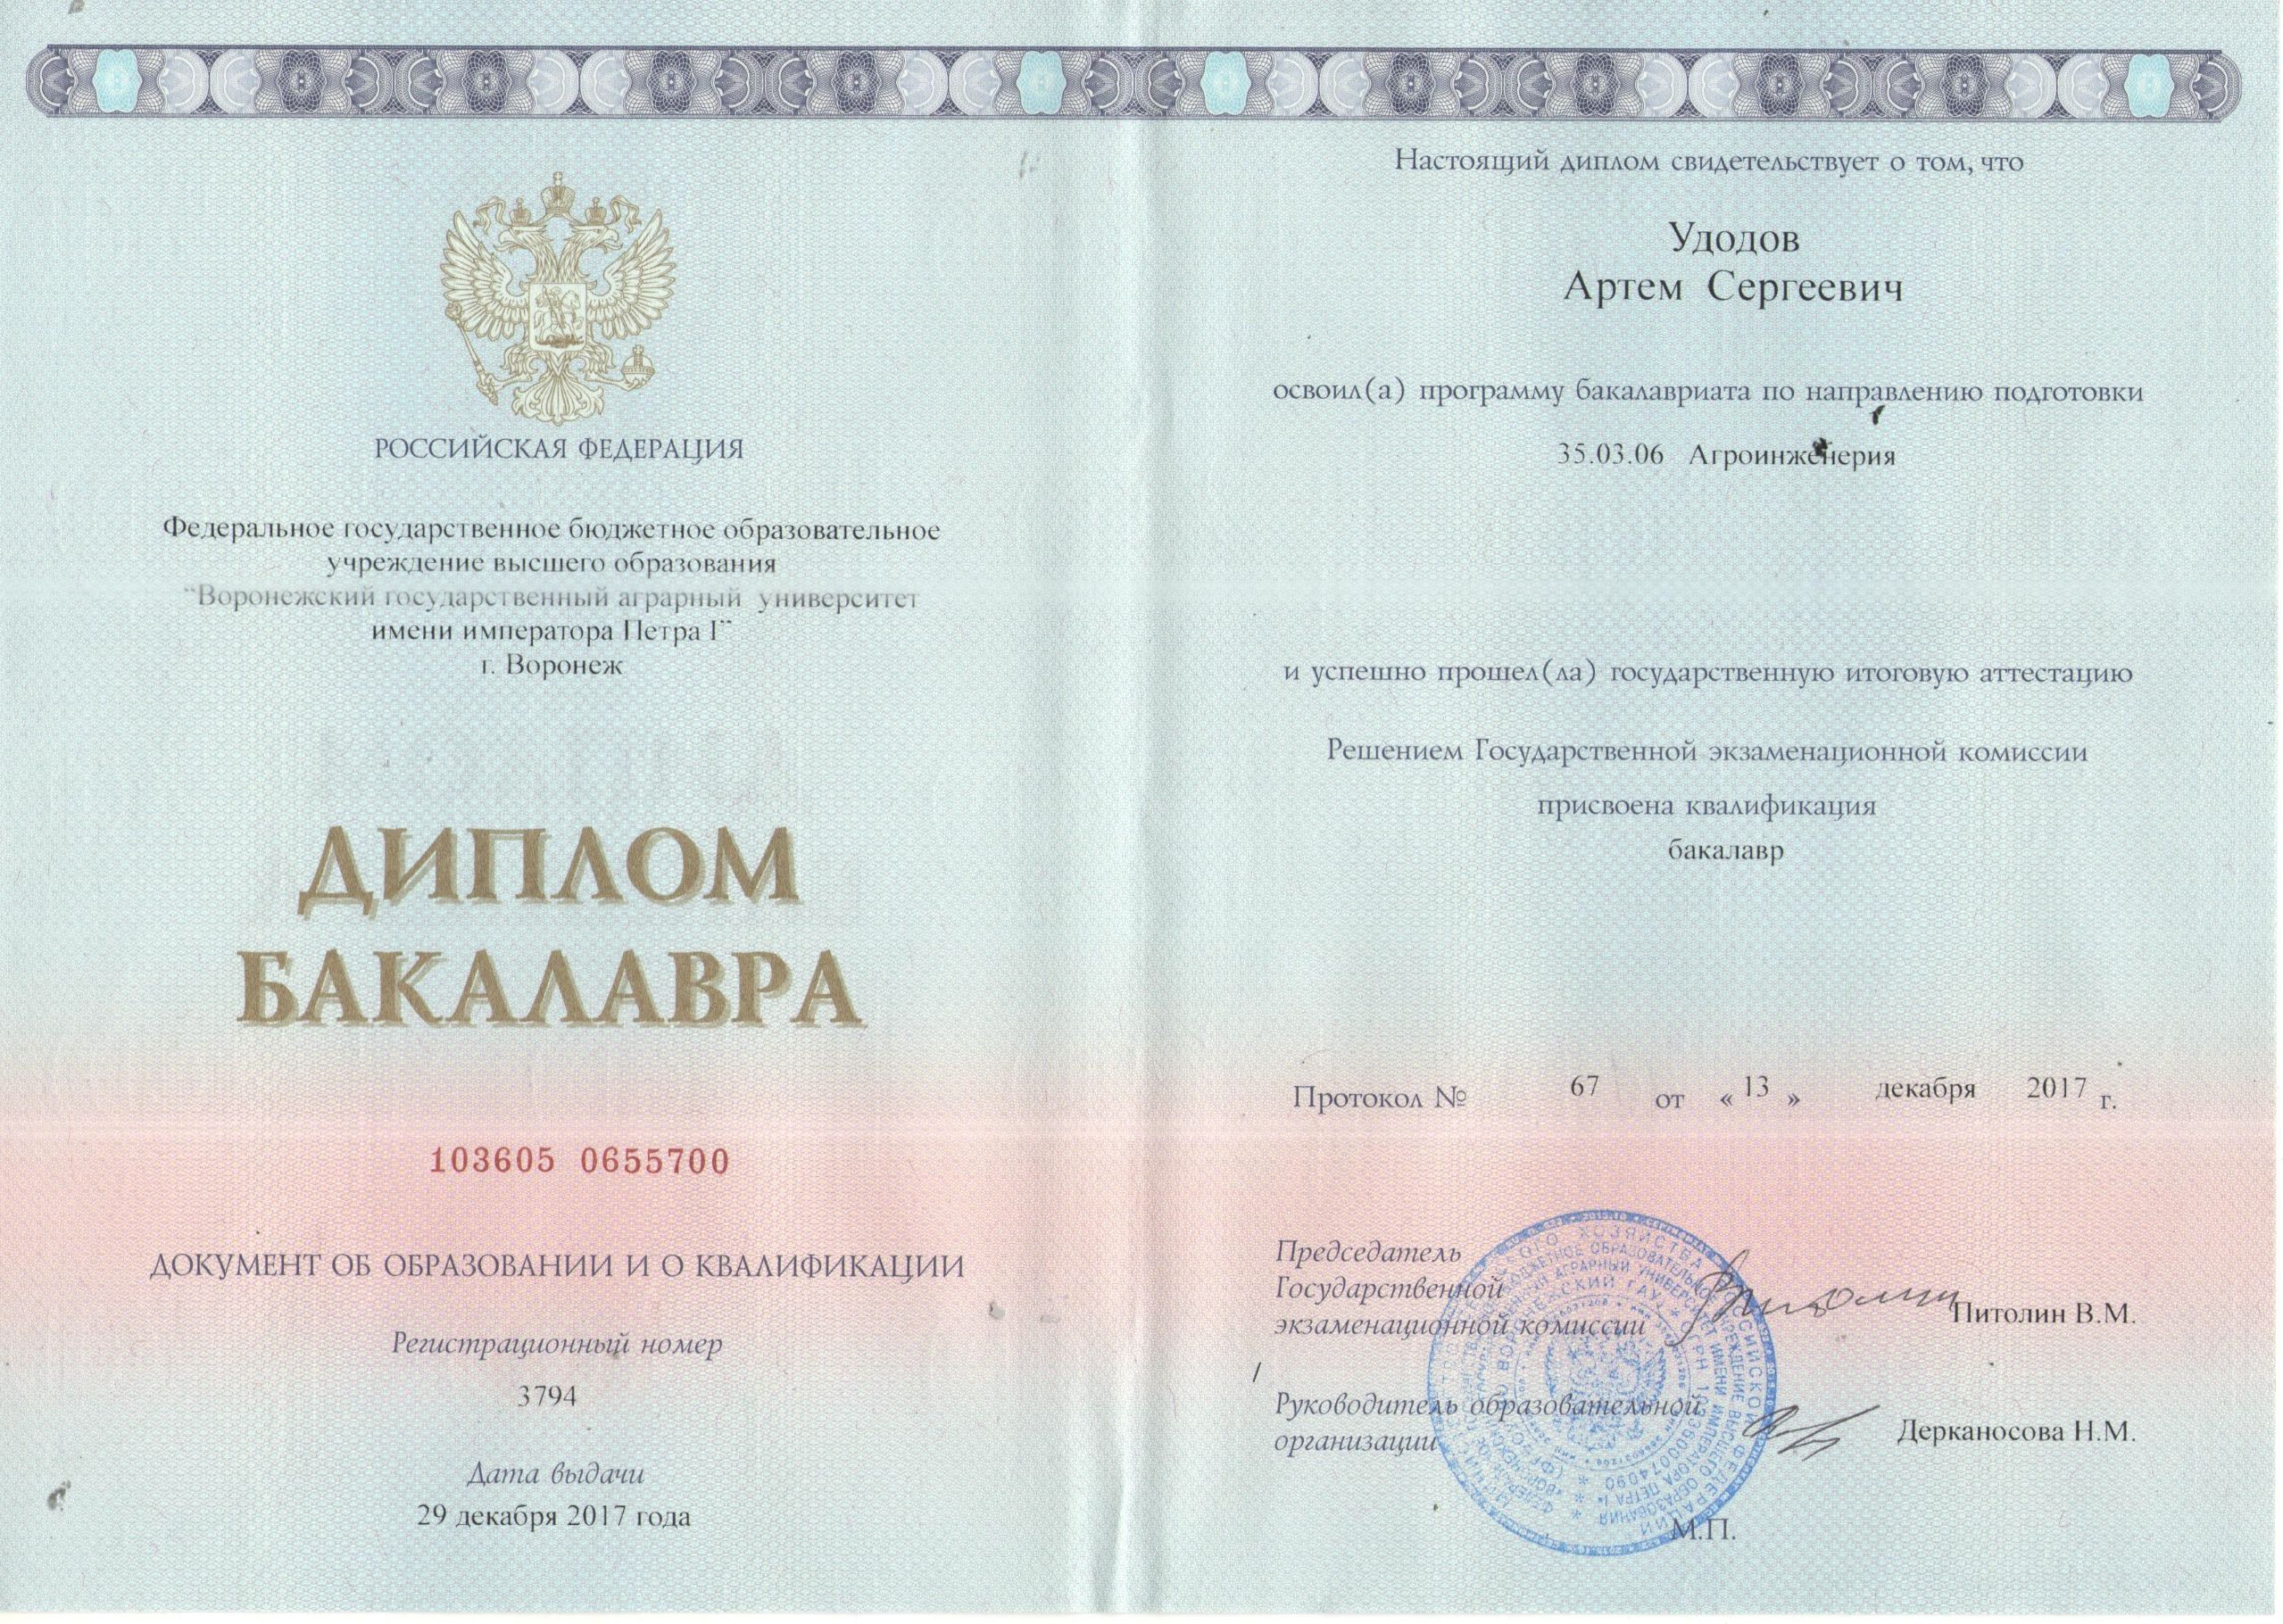 РОССИЙСКАЯ ФЕДЕРАЦИЯ
Федеральное государственное бюджетное образовательное
учреждение высшего образования
"Воронежский государственный аграрный университет
имени императора Петра I"
г. Воронеж
ДИПЛОМ
БАКАЛАВРА
103605 0655700
ДОКУМЕНТ ОБ ОБРАЗОВАНИИ И О КВАЛИФИКАЦИИ
Регистрационный номер
3794
Дата выдачи
29 декабря 2017 года
Настоящий диплом свидетельствует о том, что
Удодов
Артем Сергеевич
освоил(а) программу бакалавриата по направлению подготовки
35.03.06 Агроинженерия
и успешно прошел(ла) государственную итоговую аттестацию
Решением Государственной экзаменационной комиссии
присвоена квалификация
бакалавр
Протокол № 67 от « 13 » декабря 2017 г.
Председатель
Государственной
экзаменационной комиссии
Питолин В.М.
Руководитель образовательной
организации
Дерканосова Н.М.
М.П.